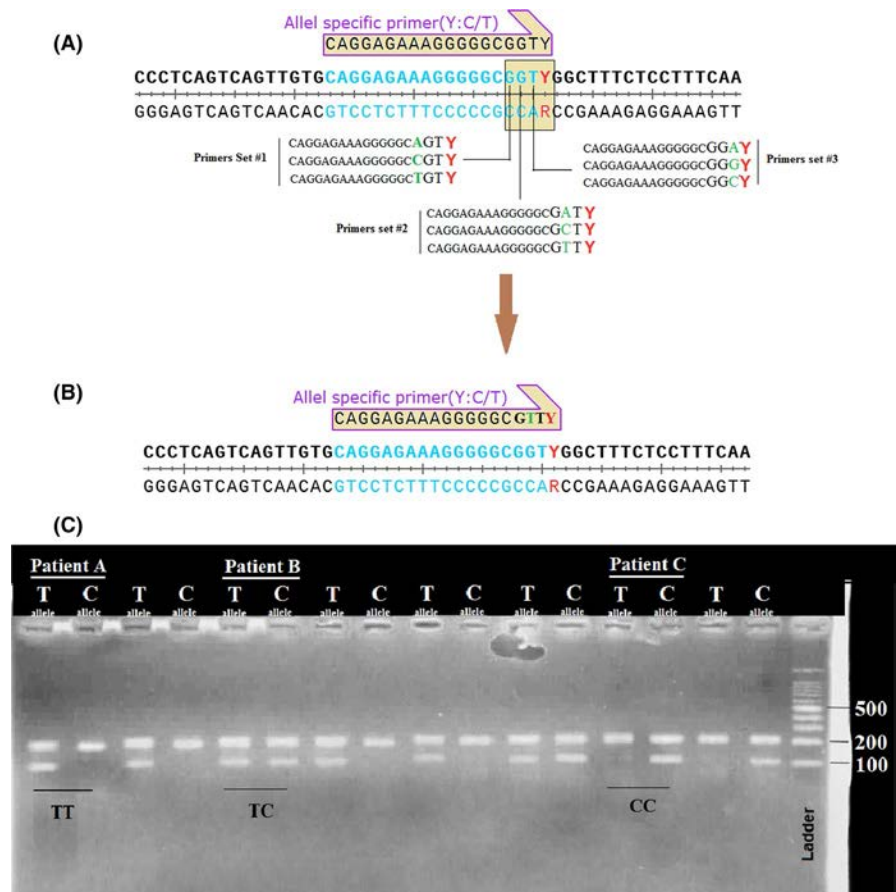 (A)
Allel specific primer(Y:C/T)
CAGGAGAAAGGGGGCGGTY
CCCTCAGTCAGTTGTGCAGGAGAAAGGGGGCGGTYGGCTTTCTCCTTTCAA
GGGAGTCAGTCAACACGTCCTCTTTCCCCCGCCARCCGAAAGAGGAAAGTT
Primers Set #1
CAGGAGAAAGGGGGCAGTY
CAGGAGAAAGGGGGCCGTY
CAGGAGAAAGGGGGCTGTY
CAGGAGAAAGGGGGCGGAY
CAGGAGAAAGGGGGCGGGY
CAGGAGAAAGGGGGCGGCY
Primers set #3
Primers set #2
CAGGAGAAAGGGGGCGATY
CAGGAGAAAGGGGGCGCTY
CAGGAGAAAGGGGGCGTTY
(B)
Allel specific primer(Y:C/T)
CAGGAGAAAGGGGGCGTTY
CCCTCAGTCAGTTGTGCAGGAGAAAGGGGGCGGTYGGCTTTCTCCTTTCAA
GGGAGTCAGTCAACACGTCCTCTTTCCCCCGCCARCCGAAAGAGGAAAGTT
(C)
Patient A Patient B Patient C
T C T C T C T C T C T C T C T C
allele allele allele allele allele allele allele allele allele allele allele allele allele allele allele allele
500
200
100
TT TC CC
Ladder